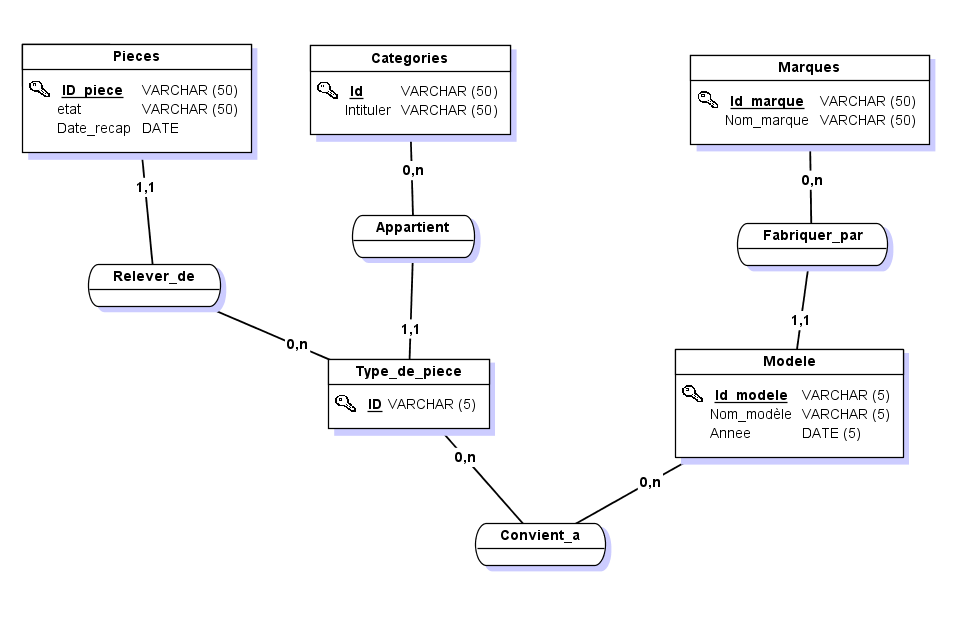 Pieces
ID_piece VARCHAR (50)
etat VARCHAR (50)
Date_recap DATE
Categories
Id VARCHAR (50)
Intituler VARCHAR (50)
Marques
Id_marque VARCHAR (50)
Nom_marque VARCHAR (50)
1,1
0,n
0,n
Relever_de
Appartient
Fabriquer_par
0,n
1,1
1,1
Type_de_piece
ID VARCHAR (5)
Modele
Id_modele VARCHAR (5)
Nom_modèle VARCHAR (5)
Annee DATE (5)
0,n
0,n
Convient_a